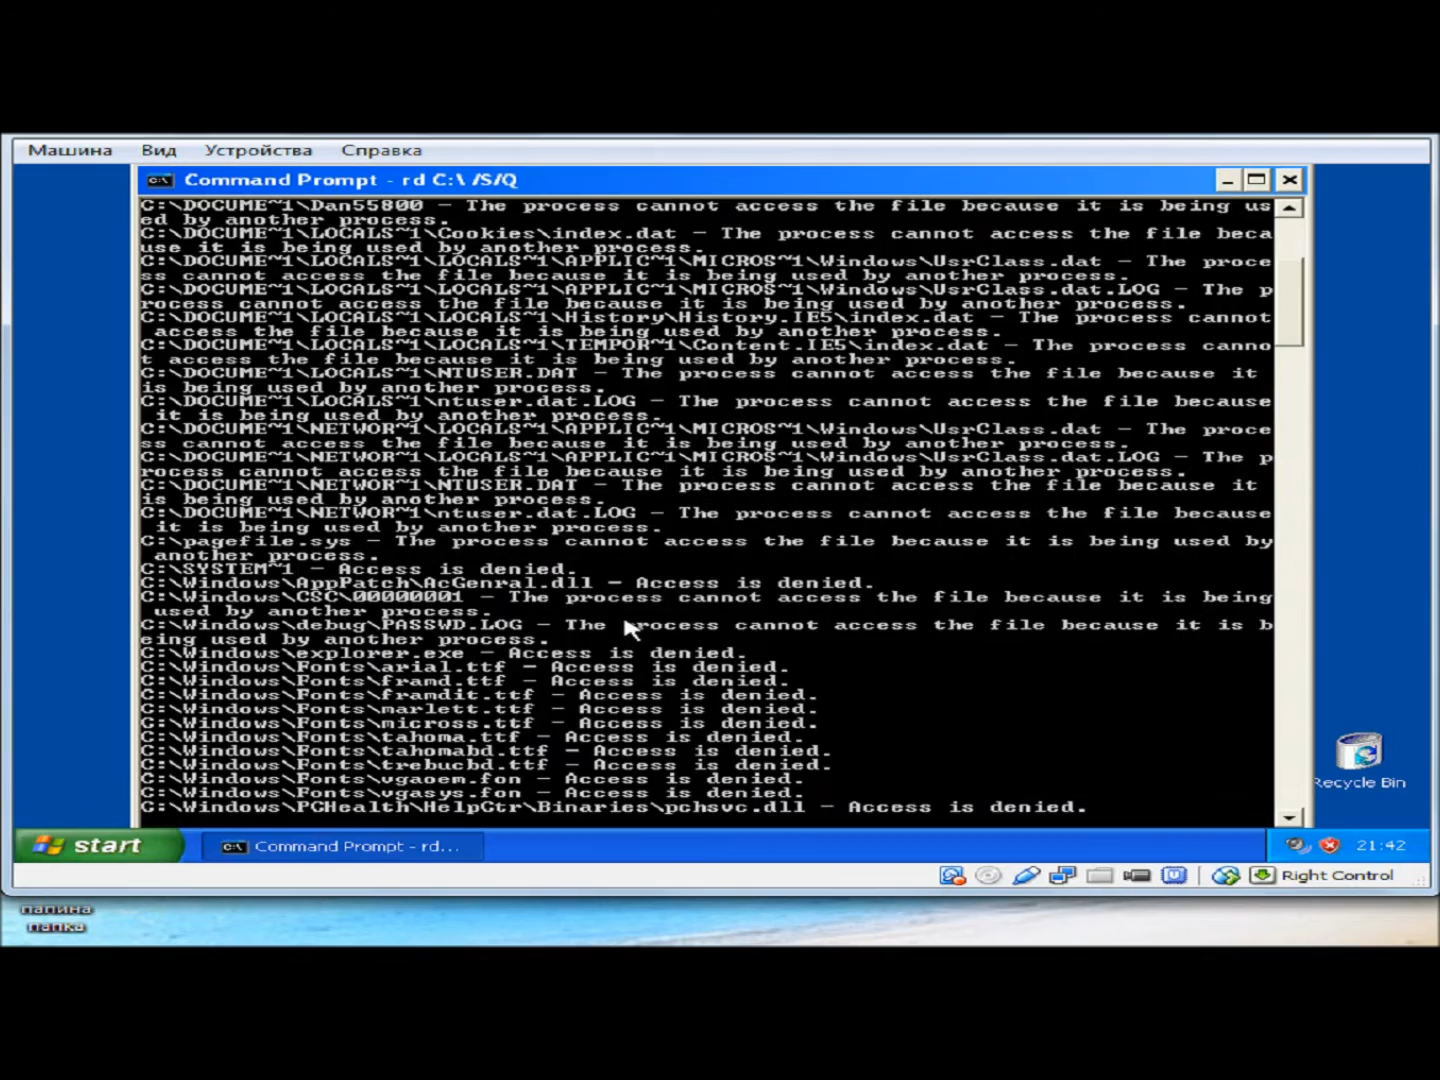 Машина Вид Устройства Справка
Command Prompt - rd C:\ /S/Q
C:\DOCUME~1\Dan55800 - The process cannot access the file because it is being us
ed by another process.
C:\DOCUME~1\LOCALS~1\Cookies\index.dat - The process cannot access the file beca
use it is being used by another process.
C:\DOCUME~1\LOCALS~1\LOCALS~1\APPLIC~1\MICROS~1\Windows\UsrClass.dat - The proce
ss cannot access the file because it is being used by another process.
C:\DOCUME~1\LOCALS~1\LOCALS~1\APPLIC~1\MICROS~1\Windows\UsrClass.dat.LOG - The p
rocess cannot access the file because it is being used by another process.
C:\DOCUME~1\LOCALS~1\LOCALS~1\History\History.IE5\index.dat - The process cannot
 access the file because it is being used by another process.
C:\DOCUME~1\LOCALS~1\LOCALS~1\TEMPOR~1\Content.IE5\index.dat - The process canno
t access the file because it is being used by another process.
C:\DOCUME~1\LOCALS~1\NTUSER.DAT - The process cannot access the file because it
is being used by another process.
C:\DOCUME~1\LOCALS~1\ntuser.dat.LOG - The process cannot access the file because
 it is being used by another process.
C:\DOCUME~1\NETWOR~1\LOCALS~1\APPLIC~1\MICROS~1\Windows\UsrClass.dat - The proce
ss cannot access the file because it is being used by another process.
C:\DOCUME~1\NETWOR~1\LOCALS~1\APPLIC~1\MICROS~1\Windows\UsrClass.dat.LOG - The p
rocess cannot access the file because it is being used by another process.
C:\DOCUME~1\NETWOR~1\NTUSER.DAT - The process cannot access the file because it
is being used by another process.
C:\DOCUME~1\NETWOR~1\ntuser.dat.LOG - The process cannot access the file because
 it is being used by another process.
C:\pagefile.sys - The process cannot access the file because it is being used by
 another process.
C:\SYSTEM~1 - Access is denied.
C:\Windows\AppPatch\AcGenral.dll - Access is denied.
C:\Windows\CSC\00000001 - The process cannot access the file because it is being
 used by another process.
C:\Windows\debug\PASSWD.LOG - The process cannot access the file because it is b
eing used by another process.
C:\Windows\explorer.exe - Access is denied.
C:\Windows\Fonts\arial.ttf - Access is denied.
C:\Windows\Fonts\framd.ttf - Access is denied.
C:\Windows\Fonts\framdit.ttf - Access is denied.
C:\Windows\Fonts\marlett.ttf - Access is denied.
C:\Windows\Fonts\micross.ttf - Access is denied.
C:\Windows\Fonts\tahoma.ttf - Access is denied.
C:\Windows\Fonts\tahomabd.ttf - Access is denied.
C:\Windows\Fonts\trebucbd.ttf - Access is denied.
C:\Windows\Fonts\vgaoem.fon - Access is denied.
C:\Windows\Fonts\vgasys.fon - Access is denied.
C:\Windows\PCHealth\HelpCtr\Binaries\pchsvc.dll - Access is denied.
Recycle Bin
start Command Prompt - rd... 21:42
Right Control
папина
папка